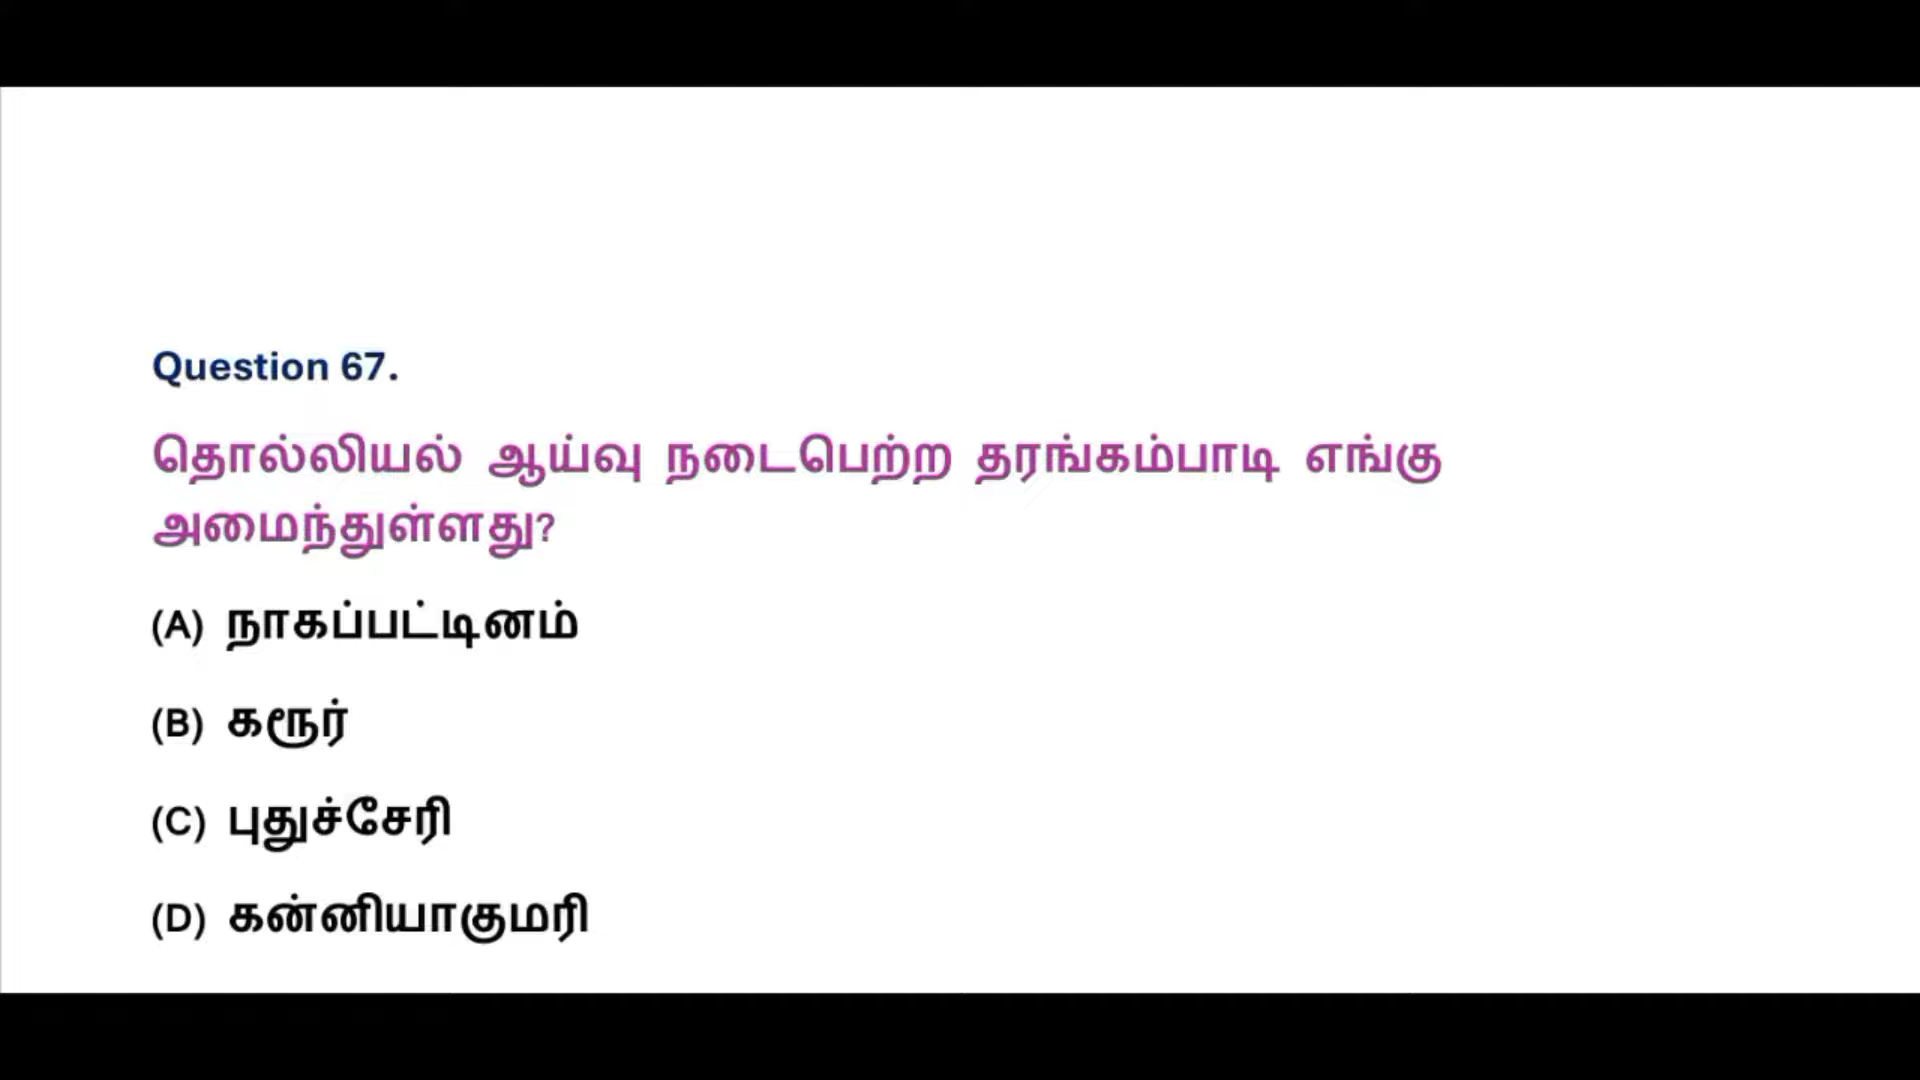 Question 67.
தொல்லியல் ஆய்வு நடைபெற்ற தரங்கம்பாடி எங்கு
அமைந்துள்ளது?
(A) நாகப்பட்டினம்
(B) கரூர்
(C) புதுச்சேரி
(D) கன்னியாகுமரி